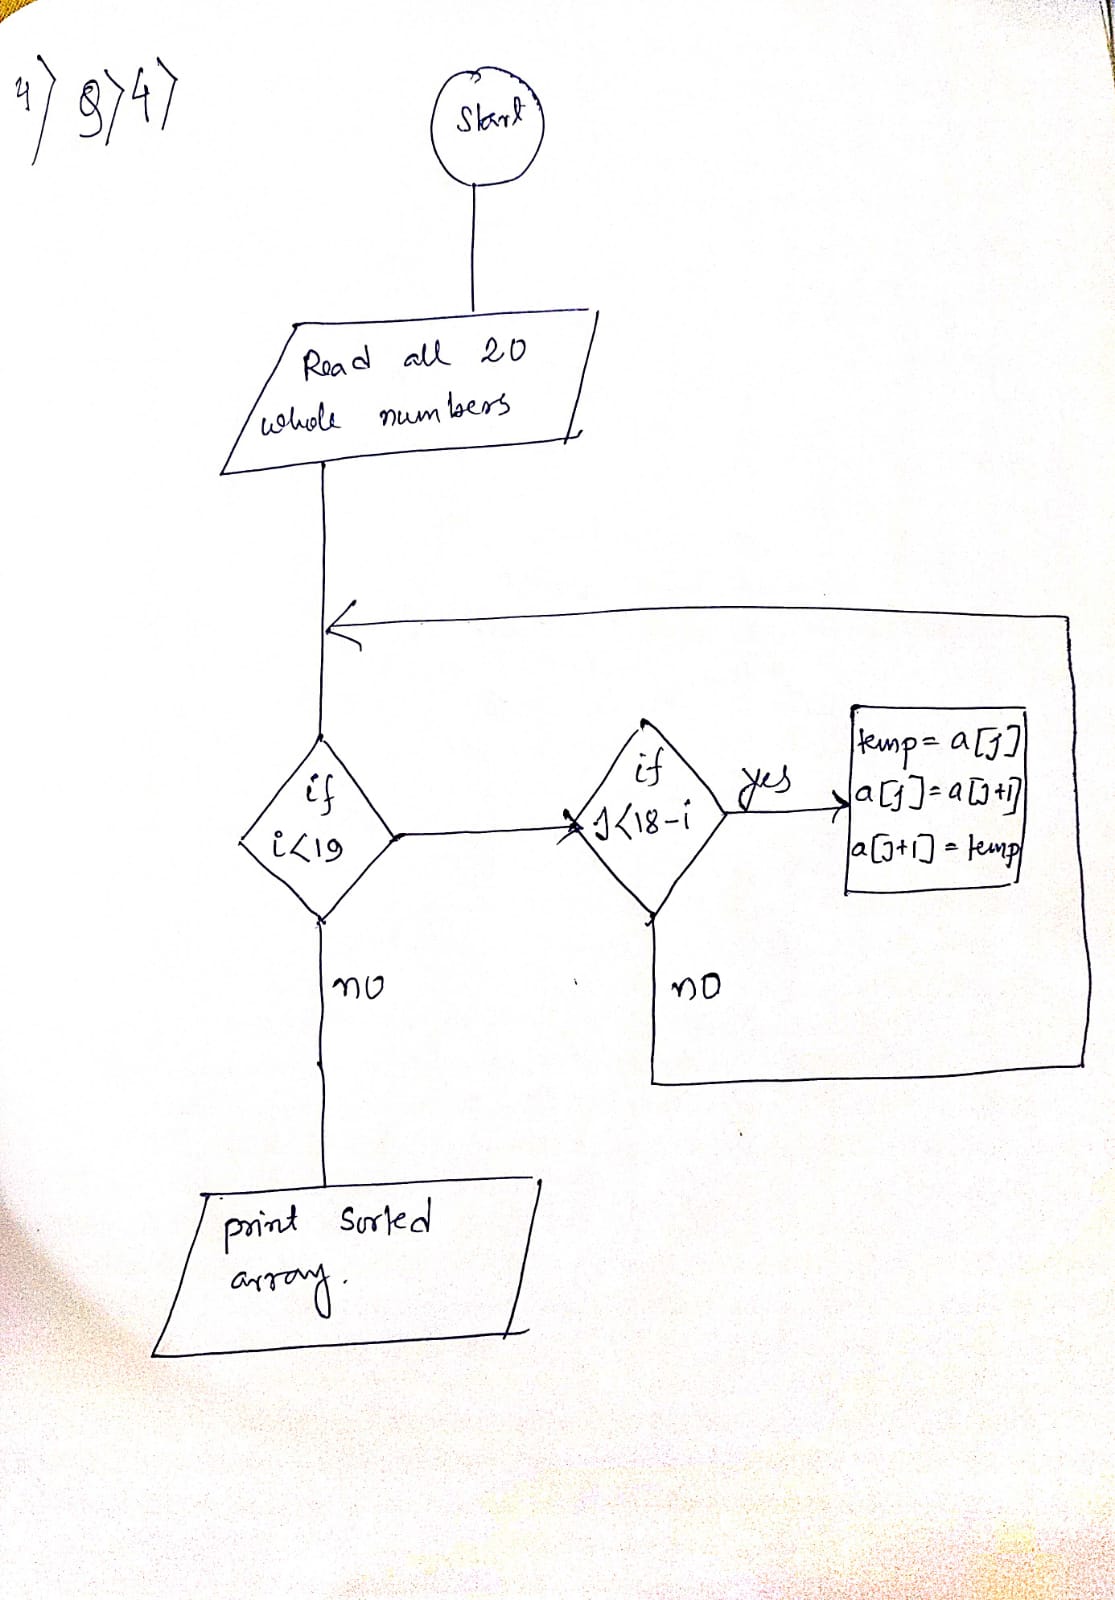 4) 9) 4)
Start
Read all 20
whole numbers
if
i<19
if
J<18-i
yes
temp = a[j]
a[j]=a[J+1]
a[J+1] = temp
no
no
print sorted
array.